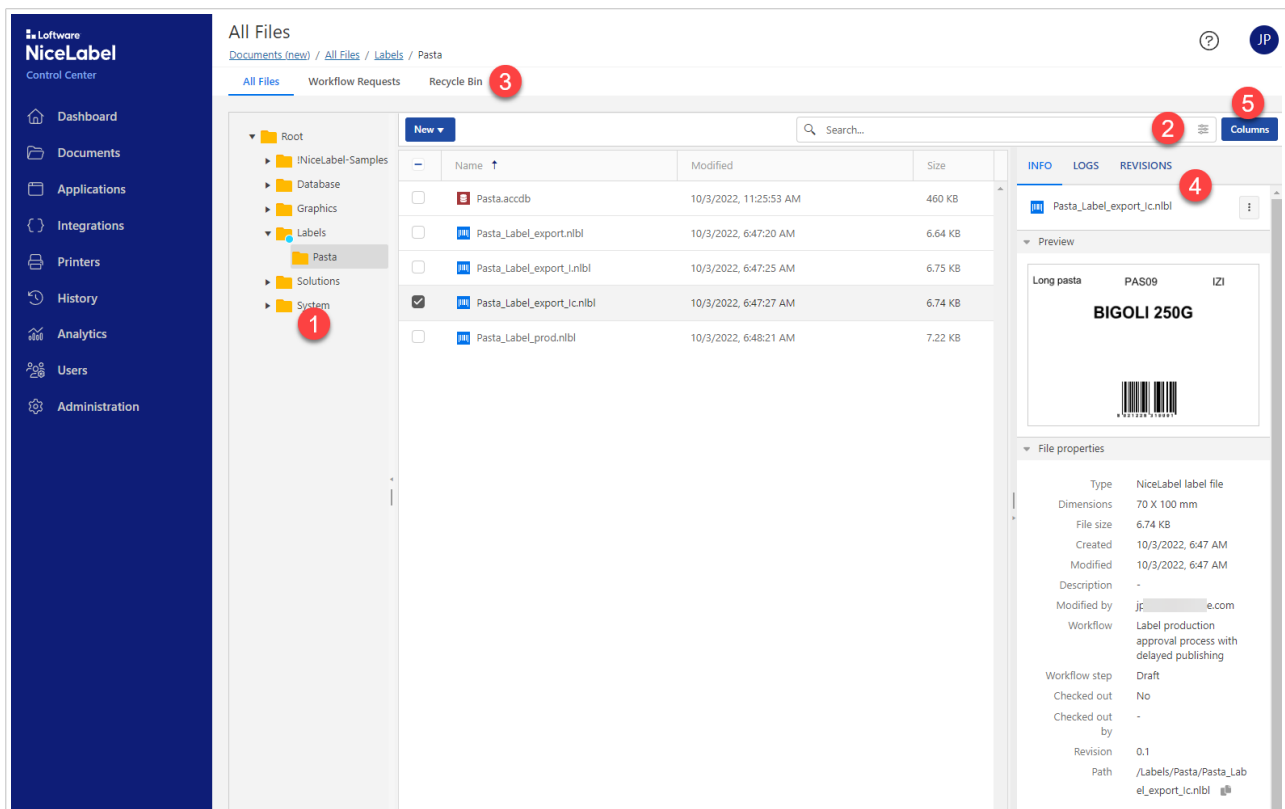 Loftware
NiceLabel
Control Center
Dashboard
Documents
Applications
Integrations
Printers
History
Analytics
Users
Administration
All Files
Documents (new) / All Files / Labels / Pasta
JP
All Files Workflow Requests Recycle Bin 3
Root
!NiceLabel-Samples
Database
Graphics
Labels
Pasta
Solutions
System
1
New
Search...
2
5
Columns
Name Modified Size
Pasta.accdb 10/3/2022, 11:25:53 AM 460 KB
Pasta_Label_export.nlbl 10/3/2022, 6:47:20 AM 6.64 KB
Pasta_Label_export_l.nlbl 10/3/2022, 6:47:25 AM 6.75 KB
Pasta_Label_export_lc.nlbl 10/3/2022, 6:47:27 AM 6.74 KB
Pasta_Label_prod.nlbl 10/3/2022, 6:48:21 AM 7.22 KB
INFO LOGS REVISIONS
4
Pasta_Label_export_lc.nlbl
Preview
Long pasta PAS09 IZI
BIGOLI 250G
File properties
Type NiceLabel label file
Dimensions 70 X 100 mm
File size 6.74 KB
Created 10/3/2022, 6:47 AM
Modified 10/3/2022, 6:47 AM
Description -
Modified by jp e.com
Workflow Label production
approval process with
delayed publishing
Workflow step Draft
Checked out No
Checked out -
by
Revision 0.1
Path /Labels/Pasta/Pasta_Lab
el_export_lc.nlbl